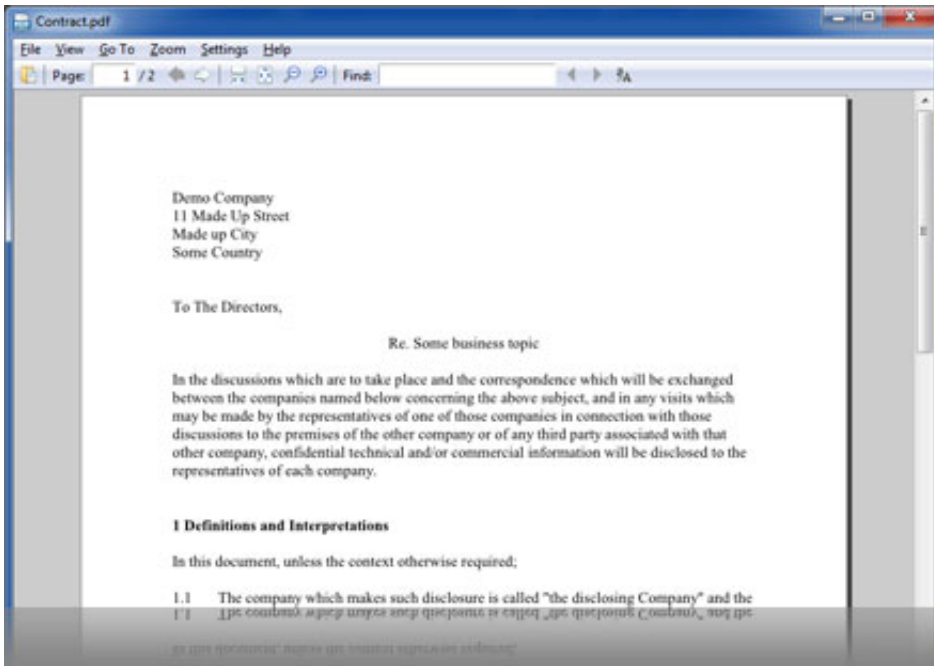 Contract.pdf
File View Go To Zoom Settings Help
Page: 1 / 2 Find:
Demo Company
11 Made Up Street
Made up City
Some Country
To The Directors,
Re. Some business topic
In the discussions which are to take place and the correspondence which will be exchanged
between the companies named below concerning the above subject, and in any visits which
may be made by the representatives of one of those companies in connection with those
discussions to the premises of the other company or of any third party associated with that
other company, confidential technical and/or commercial information will be disclosed to the
representatives of each company.
1 Definitions and Interpretations
In this document, unless the context otherwise required;
1.1 The company which makes such disclosure is called "the disclosing Company" and the